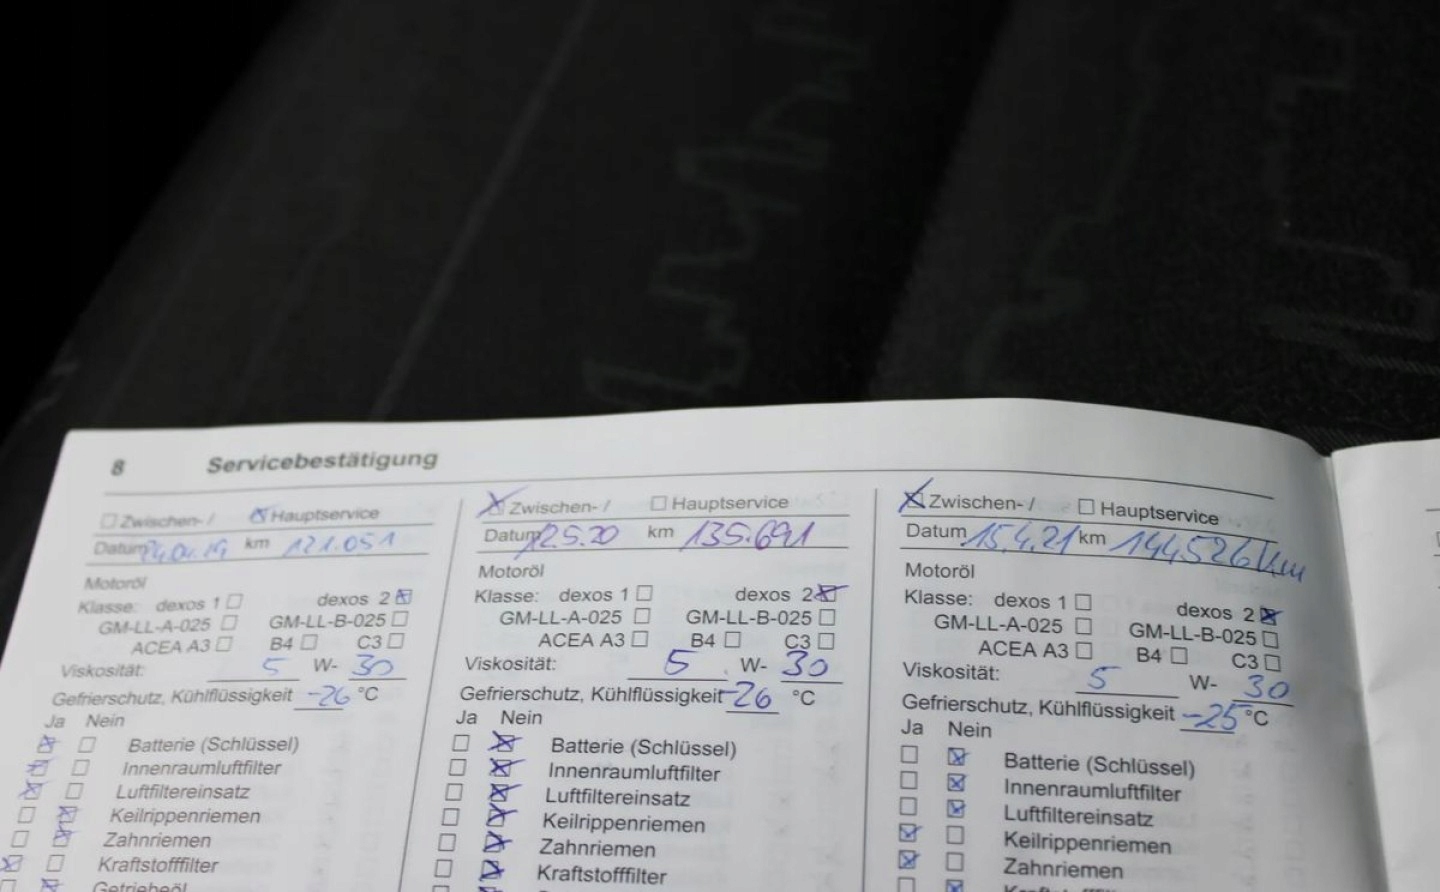 8 Servicebestätigung
Zwischen- / Hauptservice
Datum 24.04.19 km 121.051
Motoröl
Klasse: dexos 1 dexos 2
GM-LL-A-025 GM-LL-B-025
ACEA A3 B4 C3
Viskosität: 5 W- 30
Gefrierschutz, Kühlflüssigkeit -26 °C
Ja Nein
Batterie (Schlüssel)
Innenraumluftfilter
Luftfiltereinsatz
Keilrippenriemen
Zahnriemen
Kraftstofffilter
Getriebeöl
Zwischen- / Hauptservice
Datum 12.5.20 km 135.691
Motoröl
Klasse: dexos 1 dexos 2
GM-LL-A-025 GM-LL-B-025
ACEA A3 B4 C3
Viskosität: 5 W- 30
Gefrierschutz, Kühlflüssigkeit -26 °C
Ja Nein
Batterie (Schlüssel)
Innenraumluftfilter
Luftfiltereinsatz
Keilrippenriemen
Zahnriemen
Kraftstofffilter
Zwischen- / Hauptservice
Datum 15.4.21 km 144.526 km
Motoröl
Klasse: dexos 1 dexos 2
GM-LL-A-025 GM-LL-B-025
ACEA A3 B4 C3
Viskosität: 5 W- 30
Gefrierschutz, Kühlflüssigkeit -25 °C
Ja Nein
Batterie (Schlüssel)
Innenraumluftfilter
Luftfiltereinsatz
Keilrippenriemen
Zahnriemen